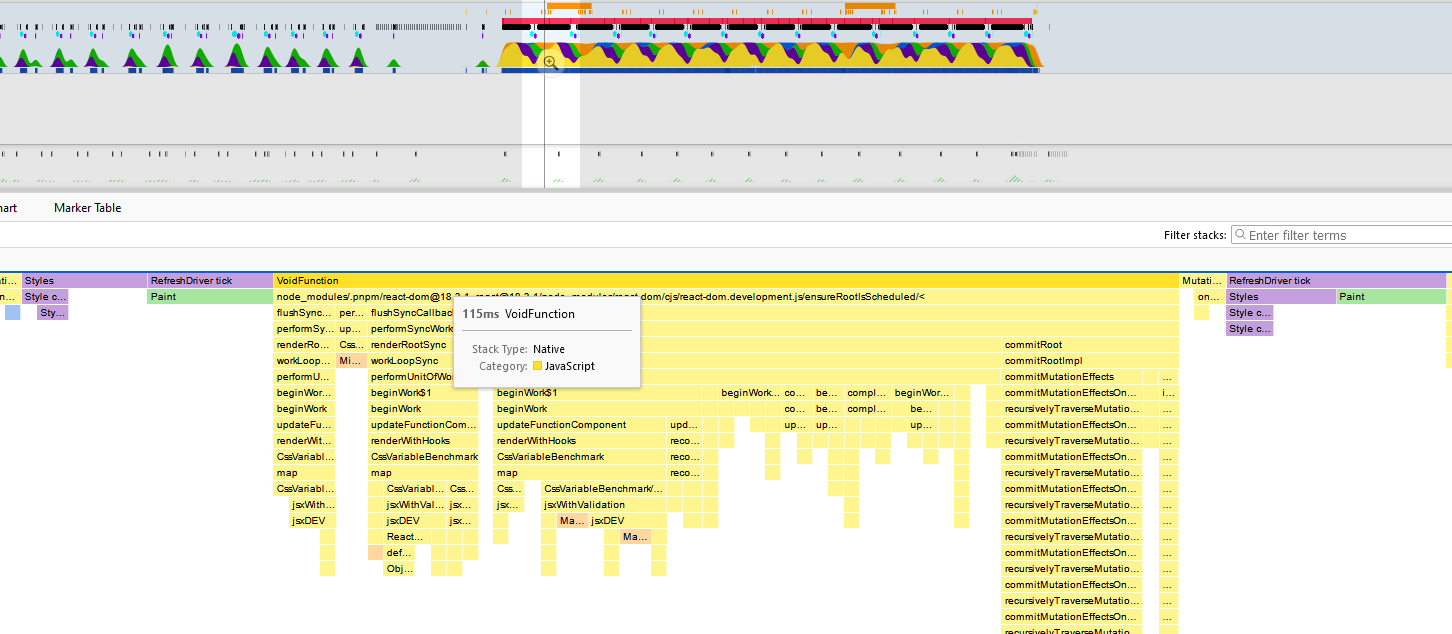 art Marker Table
Filter stacks: Enter filter terms
ti... Styles RefreshDriver tick VoidFunction Mutati... RefreshDriver tick
n... Style c... Paint node_modules/.pnpm/react-dom@18 dom/cjs/react-dom.development.js/ensureRootIsScheduled/< on... Styles Paint
Sty... flushSync... per... flushSyncCallbac Style c...
performSy... up... performSyncWork Style c...
115ms VoidFunction
Stack Type: Native
Category: JavaScript
renderRo... Css... renderRootSync commitRoot
workLoop... Mi... workLoopSync commitRootImpl
performU... performUnitOfWo commitMutationEffects ...
beginWor... beginWork$1 beginWork$1 beginWork... co... be... compl... beginWor... commitMutationEffectsOn... i...
beginWor... beginWork beginWork co... be... compl... be... recursivelyTraverseMutatio... ...
updateFu... updateFunctionCom... updateFunctionComponent upd... up... up... up... commitMutationEffectsOn... ...
renderWit... renderWithHooks renderWithHooks reco... recursivelyTraverseMutatio... ...
CssVariabl... CssVariableBenchmark CssVariableBenchmark reco... commitMutationEffectsOn... ...
map map map reco... recursivelyTraverseMutatio... ...
CssVariabl... CssVariabl... Css... Css... CssVariableBenchmark/... commitMutationEffectsOn... ...
jsxWith... jsxWithVal... jsx... jsx... jsxWithValidation recursivelyTraverseMutatio... ...
jsxDEV jsxDEV jsx... Ma... jsxDEV commitMutationEffectsOn... ...
React... Ma... recursivelyTraverseMutatio... ...
def... commitMutationEffectsOn... ...
Obj... recursivelyTraverseMutatio... ...
commitMutationEffectsOn... ...
recursivelyTraverseMutatio... ...
commitMutationEffectsOn... ...
recursivelyTraverseMutatio...